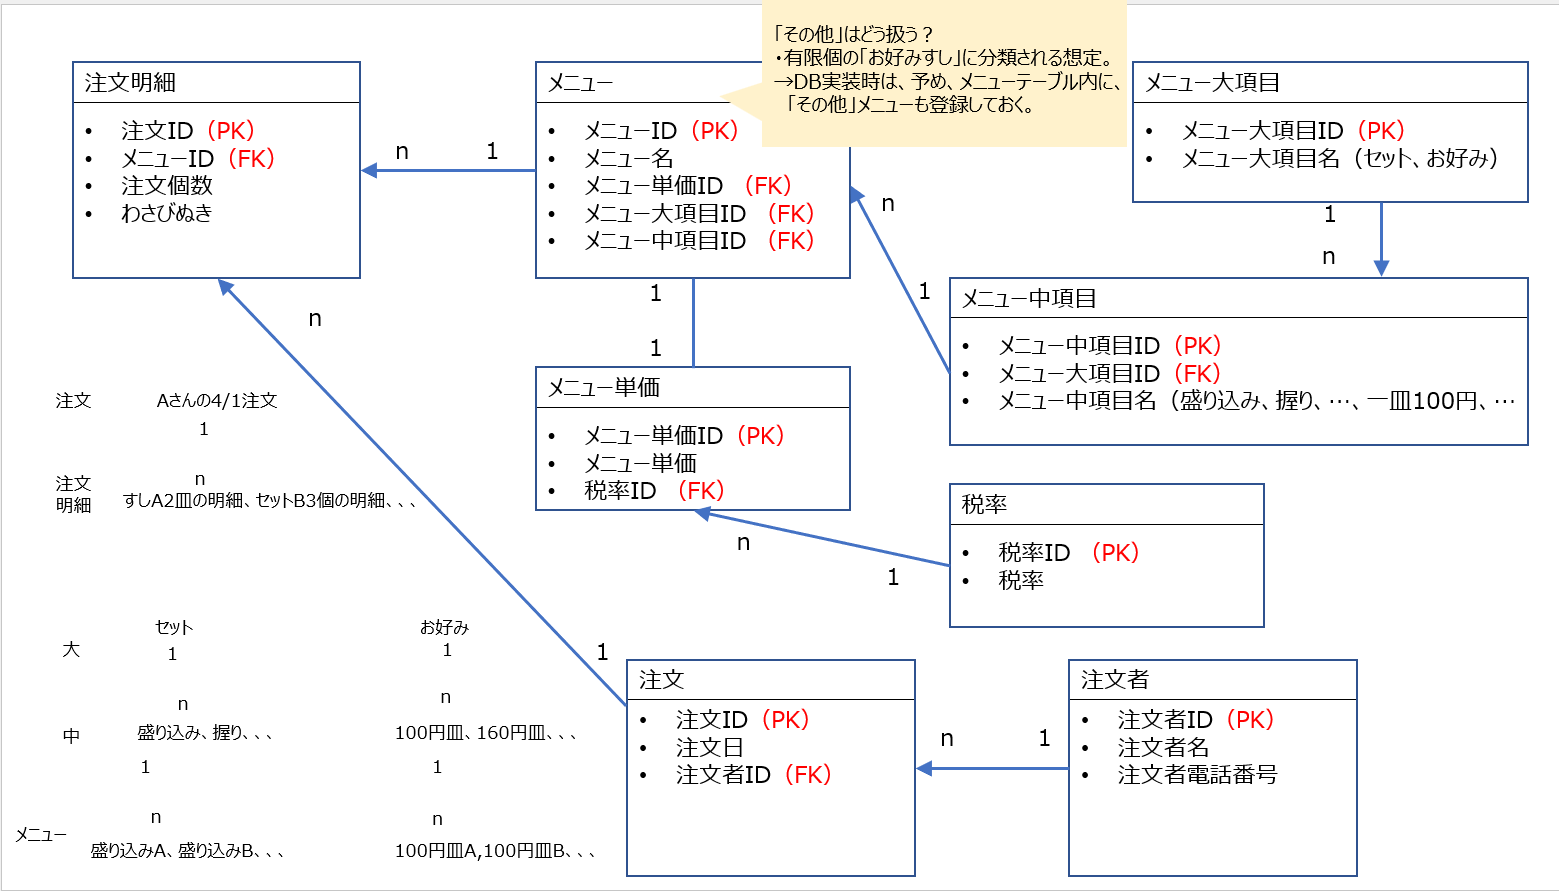 「その他」はどう扱う？
・有限個の「お好みすし」に分類される想定。
→DB実装時は、予め、メニューテーブル内に、
「その他」メニューも登録しておく。
注文明細
• 注文ID（PK）
• メニューID（FK）
• 注文個数
• わさびぬき
n
1
メニュー
• メニューID（PK）
• メニュー名
• メニュー単価ID （FK）
• メニュー大項目ID （FK）
• メニュー中項目ID （FK）
メニュー大項目
• メニュー大項目ID（PK）
• メニュー大項目名（セット、お好み）
1
n
n
1
メニュー中項目
• メニュー中項目ID（PK）
• メニュー大項目ID（FK）
• メニュー中項目名（盛り込み、握り、…、一皿100円、…
1
1
メニュー単価
• メニュー単価ID（PK）
• メニュー単価
• 税率ID （FK）
n
1
税率
• 税率ID （PK）
• 税率
n
1
注文
• 注文ID（PK）
• 注文日
• 注文者ID（FK）
n
1
注文者
• 注文者ID（PK）
• 注文者名
• 注文者電話番号
注文
Aさんの4/1注文
1
n
注文
明細
すしA2皿の明細、セットB3個の明細、、、
セット
お好み
大
1
1
n
n
中
盛り込み、握り、、、
100円皿、160円皿、、、
1
1
n
n
メニュー
盛り込みA、盛り込みB、、、
100円皿A,100円皿B、、、